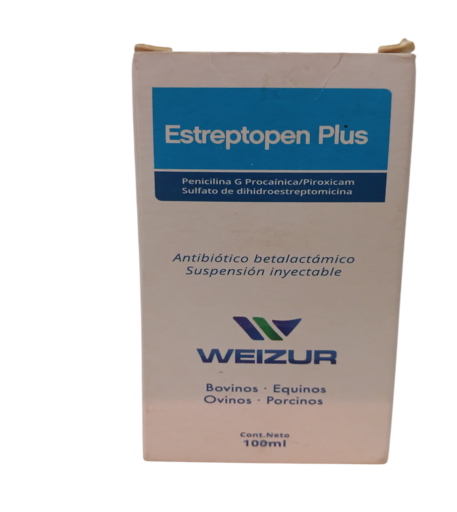 Estreptopen Plus
Penicilina G Procaínica/Piroxicam
Sulfato de dihidroestreptomicina
Antibiótico betalactámico
Suspensión inyectable
WEIZUR
Bovinos · Equinos
Ovinos · Porcinos
Cont.Neto
100ml